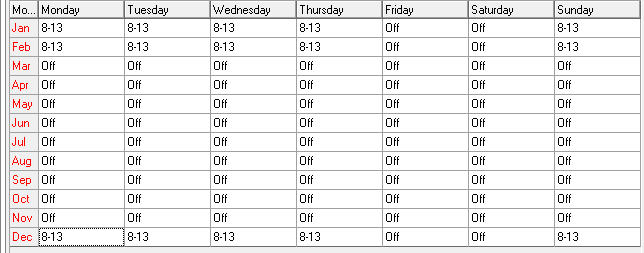 Mo... Monday Tuesday Wednesday Thursday Friday Saturday Sunday
Jan 8-13 8-13 8-13 8-13 Off Off 8-13
Feb 8-13 8-13 8-13 8-13 Off Off 8-13
Mar Off Off Off Off Off Off Off
Apr Off Off Off Off Off Off Off
May Off Off Off Off Off Off Off
Jun Off Off Off Off Off Off Off
Jul Off Off Off Off Off Off Off
Aug Off Off Off Off Off Off Off
Sep Off Off Off Off Off Off Off
Oct Off Off Off Off Off Off Off
Nov Off Off Off Off Off Off Off
Dec 8-13 8-13 8-13 8-13 Off Off 8-13